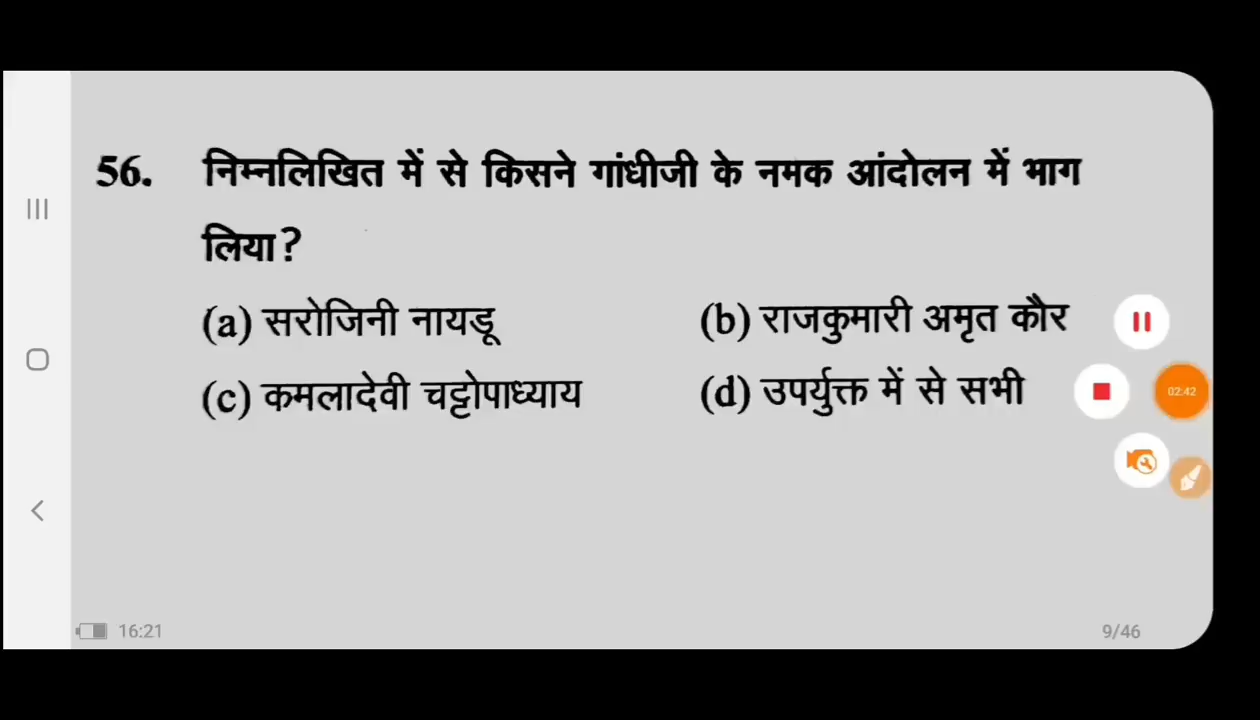 56. निम्नलिखित में से किसने गांधीजी के नमक आंदोलन में भाग
लिया?
(a) सरोजिनी नायडू (b) राजकुमारी अमृत कौर
(c) कमलादेवी चट्टोपाध्याय (d) उपर्युक्त में से सभी
02:42
16:21 9/46